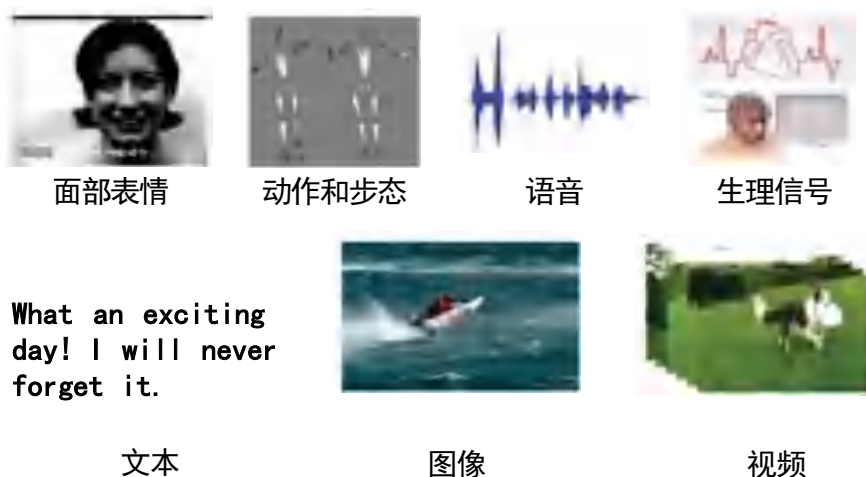 面部表情
动作和步态
语音
生理信号
What an exciting
day! I will never
forget it.
文本
图像
视频